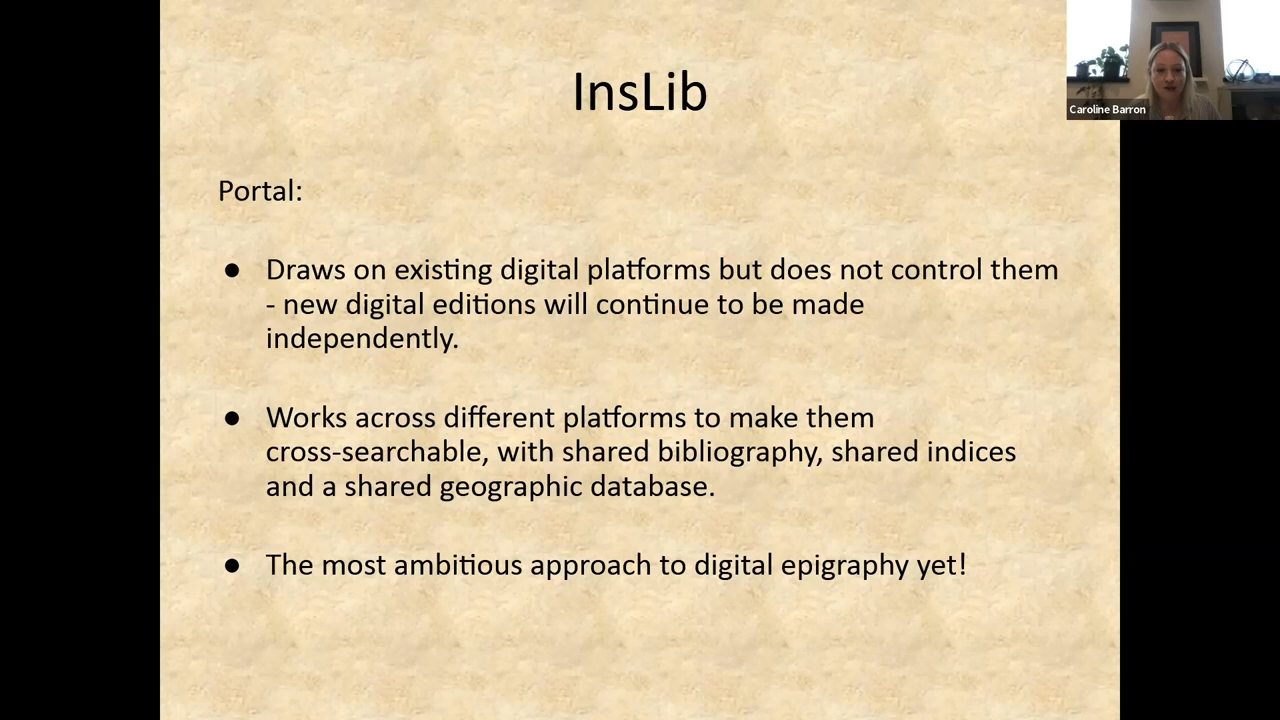 InsLib
Caroline Barron
Portal:
● Draws on existing digital platforms but does not control them
- new digital editions will continue to be made
independently.
● Works across different platforms to make them
cross-searchable, with shared bibliography, shared indices
and a shared geographic database.
● The most ambitious approach to digital epigraphy yet!